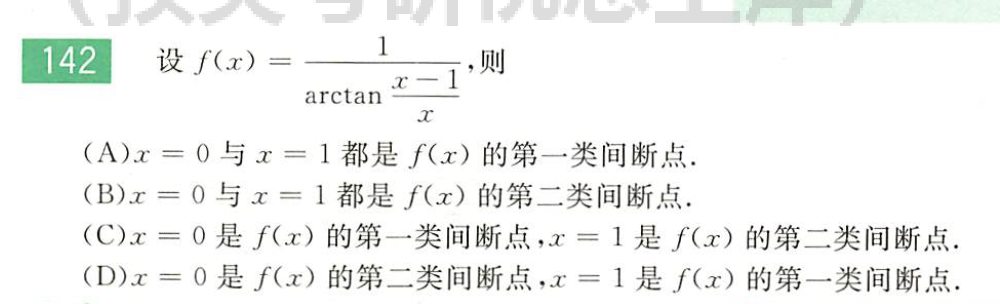 142 设 f(x) = \frac{1}{\arctan \frac{x-1}{x}},则
(A)x = 0 与 x = 1 都是 f(x) 的第一类间断点.
(B)x = 0 与 x = 1 都是 f(x) 的第二类间断点.
(C)x = 0 是 f(x) 的第一类间断点,x = 1 是 f(x) 的第二类间断点.
(D)x = 0 是 f(x) 的第二类间断点,x = 1 是 f(x) 的第一类间断点.